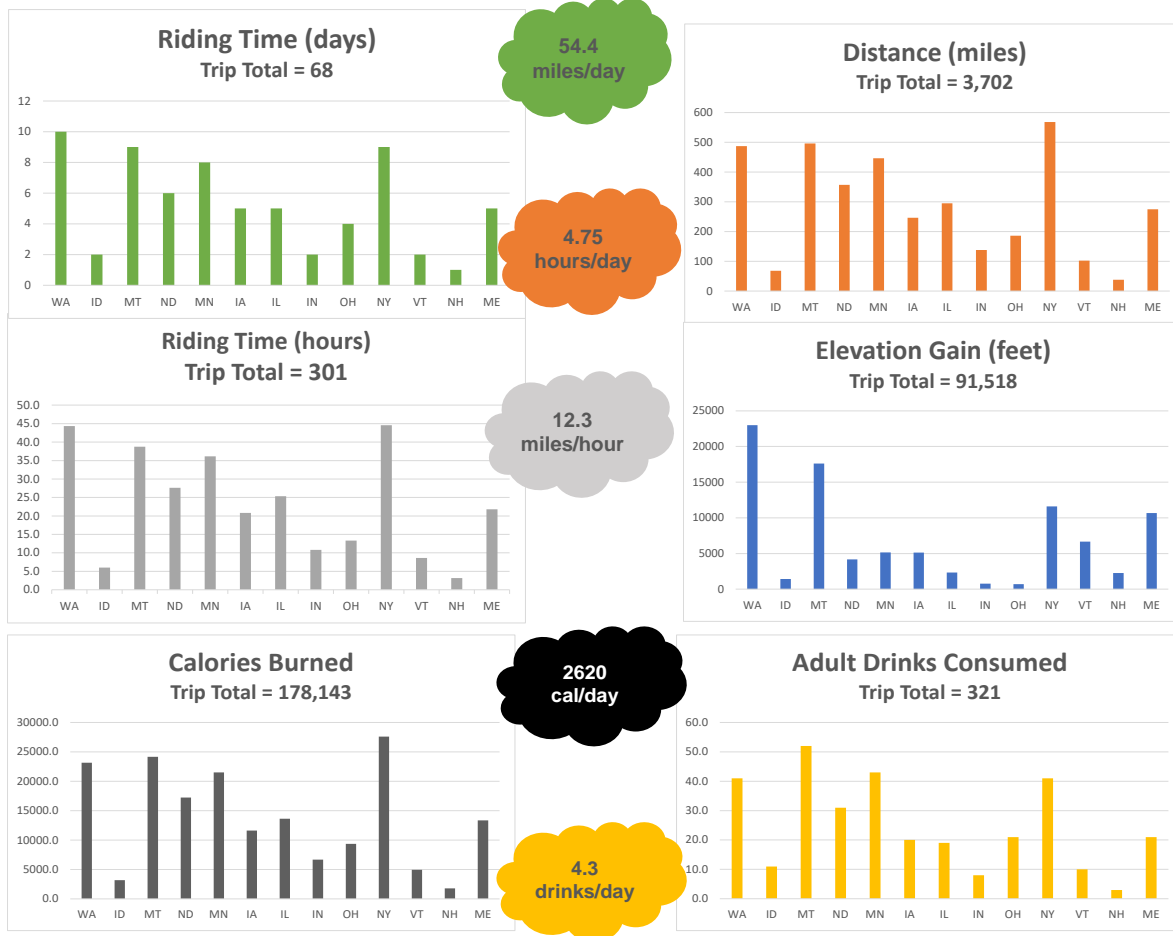 Riding Time (days)
Trip Total = 68
12
10
8
6
4
2
0
WA ID MT ND MN IA IL IN OH NY VT NH ME
54.4
miles/day
Distance (miles)
Trip Total = 3,702
600
500
400
300
200
100
0
WA ID MT ND MN IA IL IN OH NY VT NH ME
4.75
hours/day
Riding Time (hours)
Trip Total = 301
50.0
45.0
40.0
35.0
30.0
25.0
20.0
15.0
10.0
5.0
0.0
WA ID MT ND MN IA IL IN OH NY VT NH ME
12.3
miles/hour
Elevation Gain (feet)
Trip Total = 91,518
25000
20000
15000
10000
5000
0
WA ID MT ND MN IA IL IN OH NY VT NH ME
Calories Burned
Trip Total = 178,143
30000.0
25000.0
20000.0
15000.0
10000.0
5000.0
0.0
WA ID MT ND MN IA IL IN OH NY VT NH ME
2620
cal/day
Adult Drinks Consumed
Trip Total = 321
60.0
50.0
40.0
30.0
20.0
10.0
0.0
WA ID MT ND MN IA IL IN OH NY VT NH ME
4.3
drinks/day